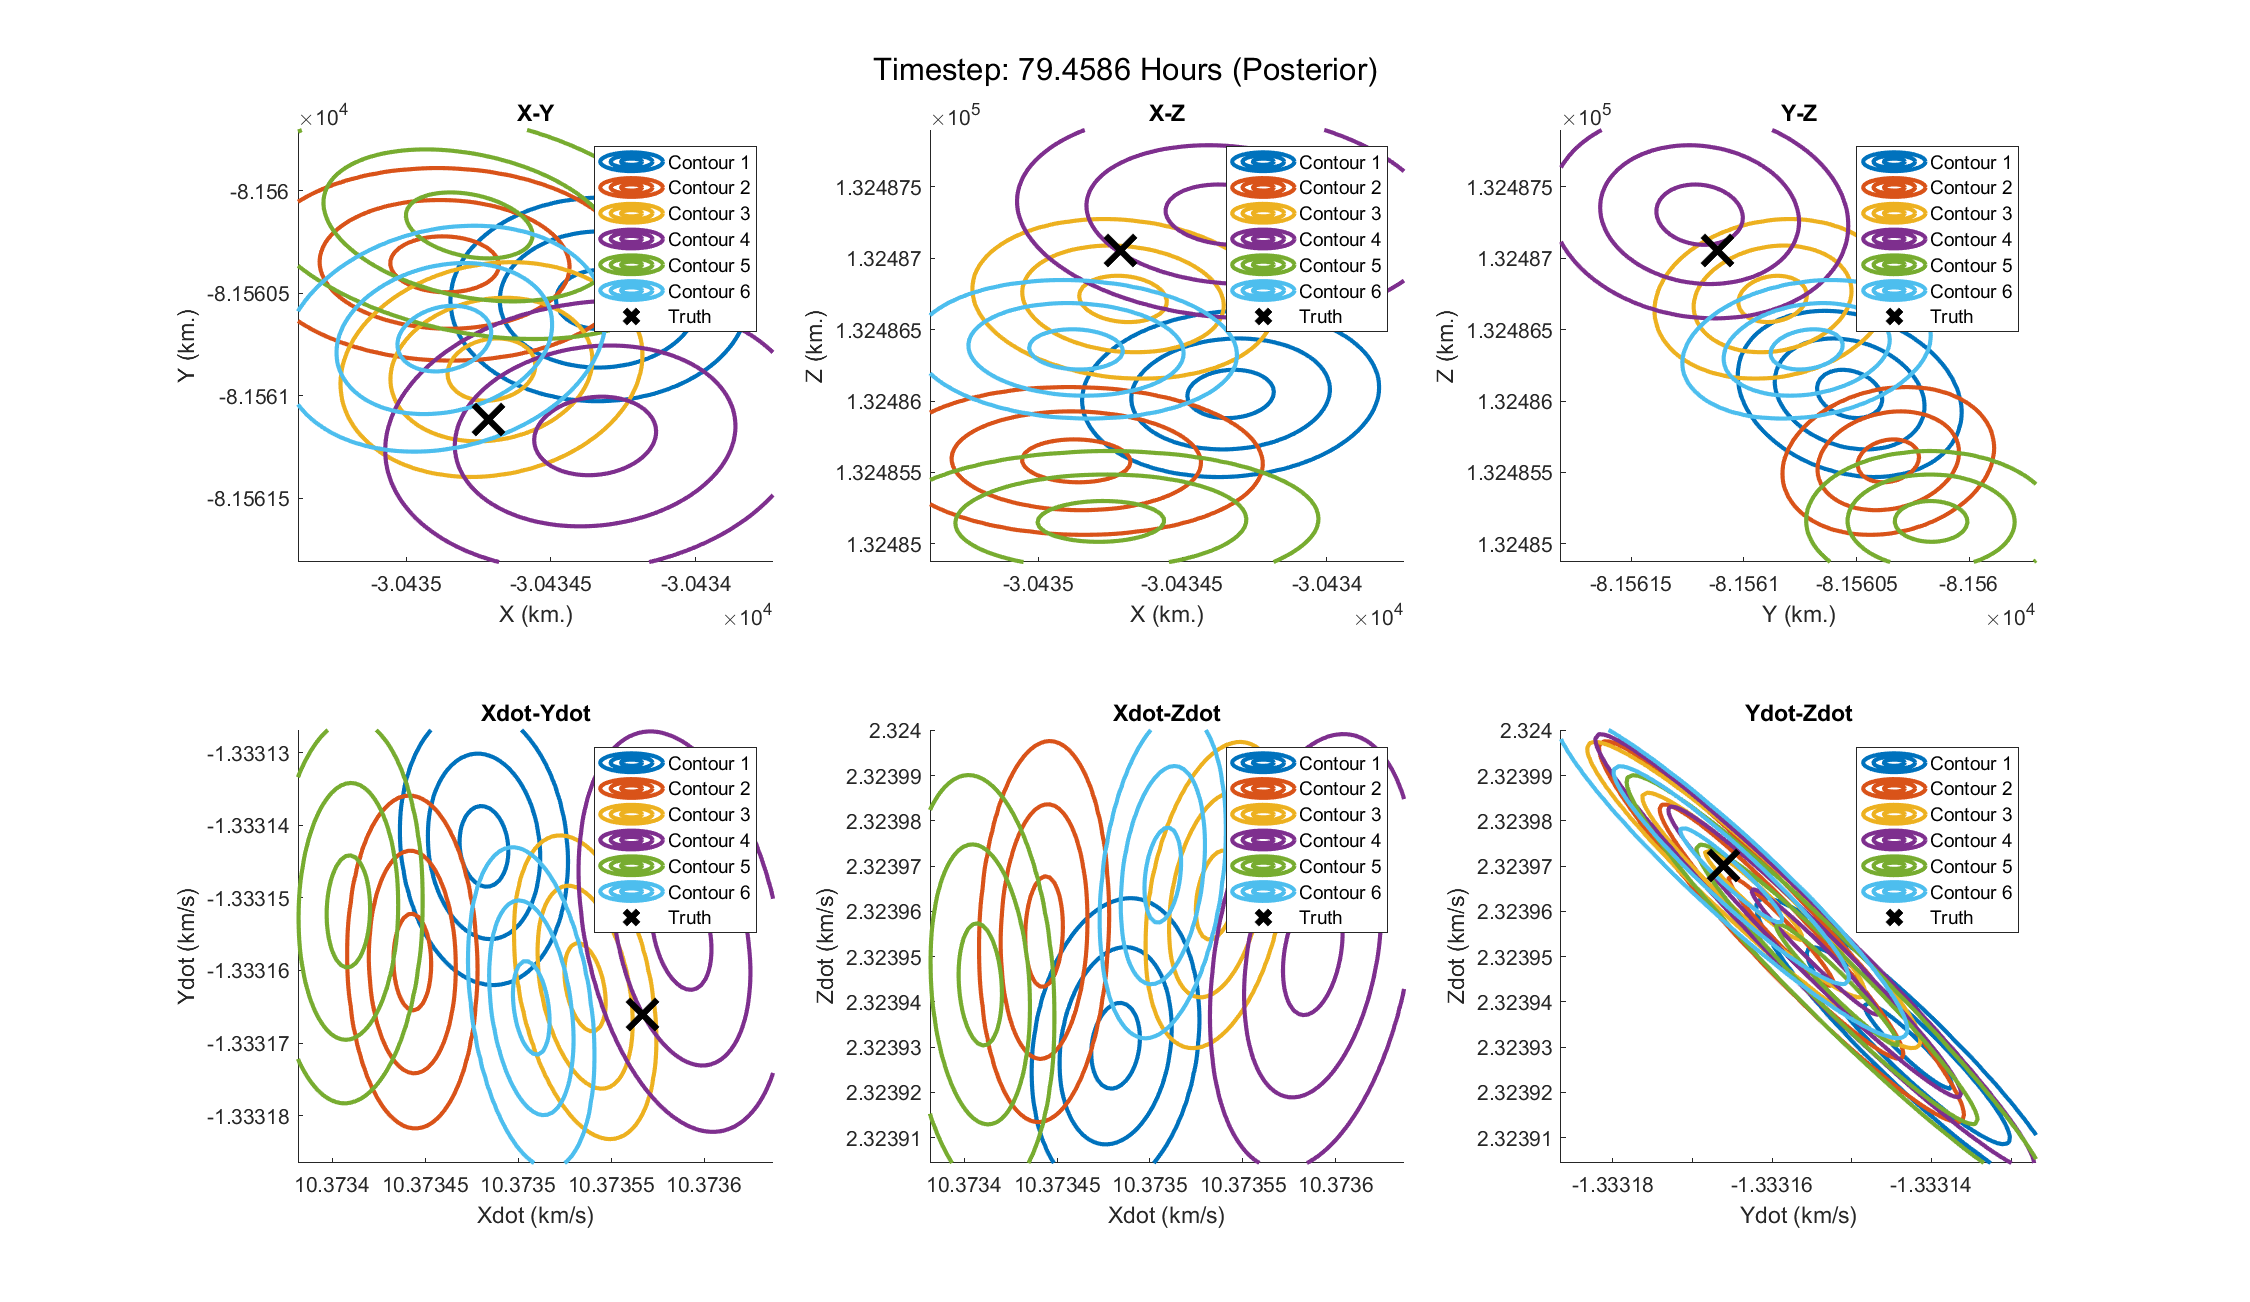 Timestep: 79.4586 Hours (Posterior)
X-Y
×10^4
-8.156
-8.15605
-8.1561
-8.15615
Y (km.)
-3.0435
-3.04345
-3.0434
X (km.)
×10^4
Contour 1
Contour 2
Contour 3
Contour 4
Contour 5
Contour 6
Truth
X-Z
×10^5
1.324875
1.32487
1.324865
1.32486
1.324855
1.32485
Z (km.)
-3.0435
-3.04345
-3.0434
X (km.)
×10^4
Contour 1
Contour 2
Contour 3
Contour 4
Contour 5
Contour 6
Truth
Y-Z
×10^5
1.324875
1.32487
1.324865
1.32486
1.324855
1.32485
Z (km.)
-8.15615
-8.1561
-8.15605
-8.156
Y (km.)
×10^4
Contour 1
Contour 2
Contour 3
Contour 4
Contour 5
Contour 6
Truth
Xdot-Ydot
-1.33313
-1.33314
-1.33315
-1.33316
-1.33317
-1.33318
Ydot (km/s)
10.3734
10.37345
10.3735
10.37355
10.3736
Xdot (km/s)
Contour 1
Contour 2
Contour 3
Contour 4
Contour 5
Contour 6
Truth
Xdot-Zdot
2.324
2.32399
2.32398
2.32397
2.32396
2.32395
2.32394
2.32393
2.32392
2.32391
Zdot (km/s)
10.3734
10.37345
10.3735
10.37355
10.3736
Xdot (km/s)
Contour 1
Contour 2
Contour 3
Contour 4
Contour 5
Contour 6
Truth
Ydot-Zdot
2.324
2.32399
2.32398
2.32397
2.32396
2.32395
2.32394
2.32393
2.32392
2.32391
Zdot (km/s)
-1.33318
-1.33316
-1.33314
Ydot (km/s)
Contour 1
Contour 2
Contour 3
Contour 4
Contour 5
Contour 6
Truth